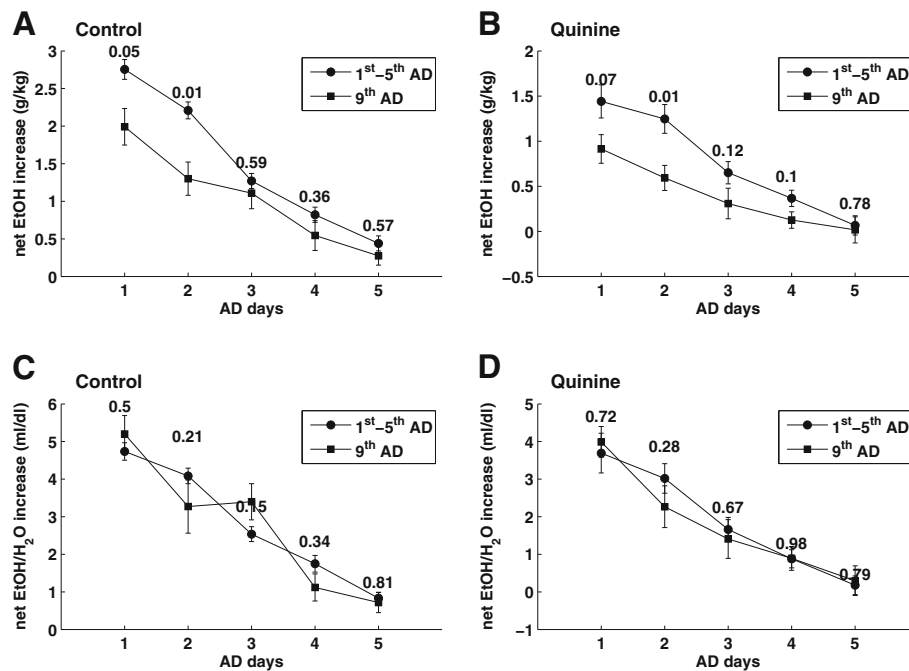 A Control
3
2.5
2
1.5
1
0.5
0
net EtOH increase (g/kg)
0.05
0.01
0.59
0.36
0.57
1st–5th AD
9th AD
1 2 3 4 5
AD days
B Quinine
2
1.5
1
0.5
0
−0.5
net EtOH increase (g/kg)
0.07
0.01
0.12
0.1
0.78
1st–5th AD
9th AD
1 2 3 4 5
AD days
C Control
6
5
4
3
2
1
0
net EtOH/H2O increase (ml/dl)
0.5
0.21
0.15
0.34
0.81
1st–5th AD
9th AD
1 2 3 4 5
AD days
D Quinine
5
4
3
2
1
0
−1
net EtOH/H2O increase (ml/dl)
0.72
0.28
0.67
0.98
0.79
1st–5th AD
9th AD
1 2 3 4 5
AD days